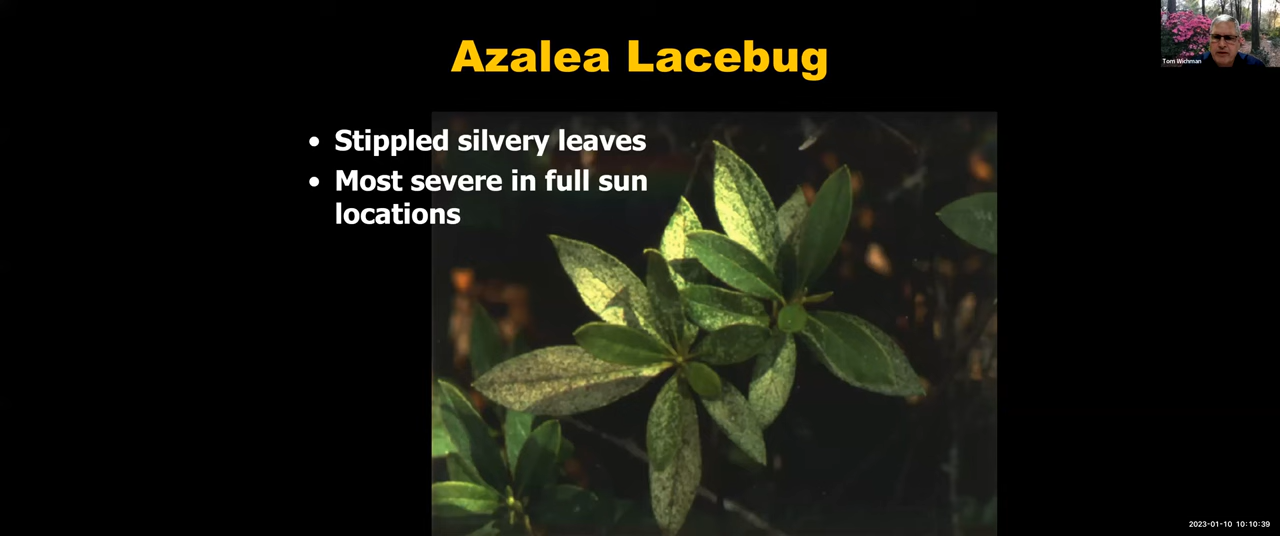 Azalea Lacebug
Tom Wichman
• Stippled silvery leaves
• Most severe in full sun
locations
2023-01-10 10:10:39